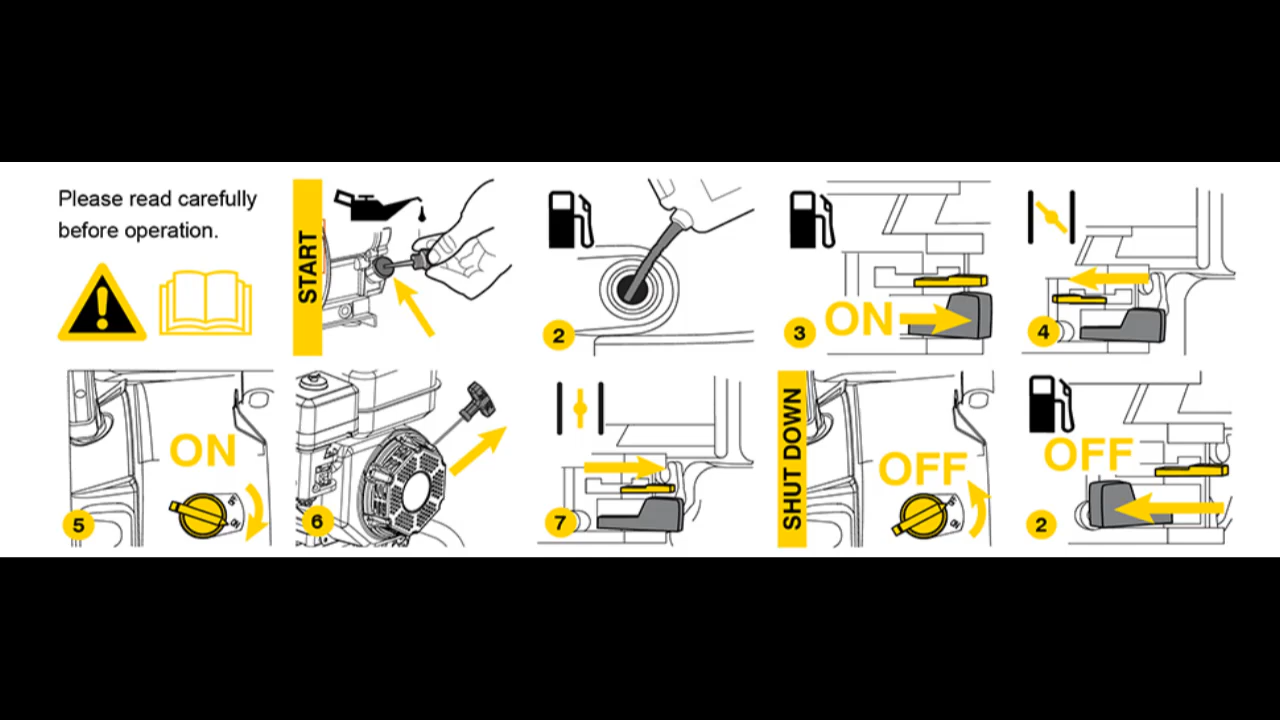 Please read carefully
before operation.
START
2
3
ON
4
5
ON
6
7
SHUT DOWN
OFF
2
OFF